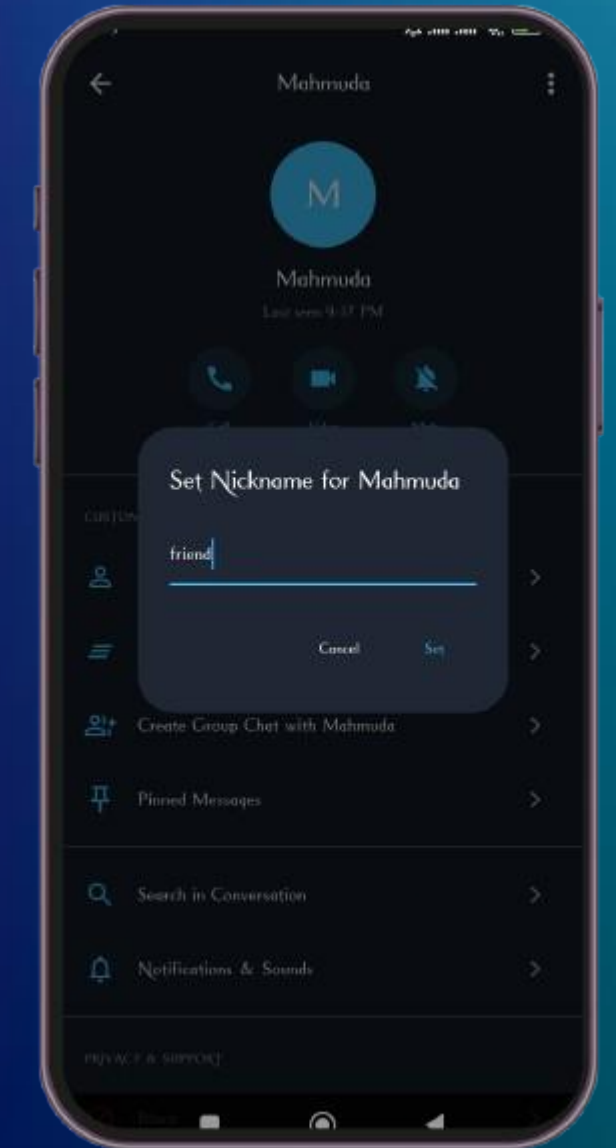 Mahmuda
M
Mahmuda
Last seen 9:37 PM
Set Nickname for Mahmuda
friend
Cancel
Set
Create Group Chat with Mahmuda
Pinned Messages
Search in Conversation
Notifications & Sounds
PRIVACY & SUPPORT